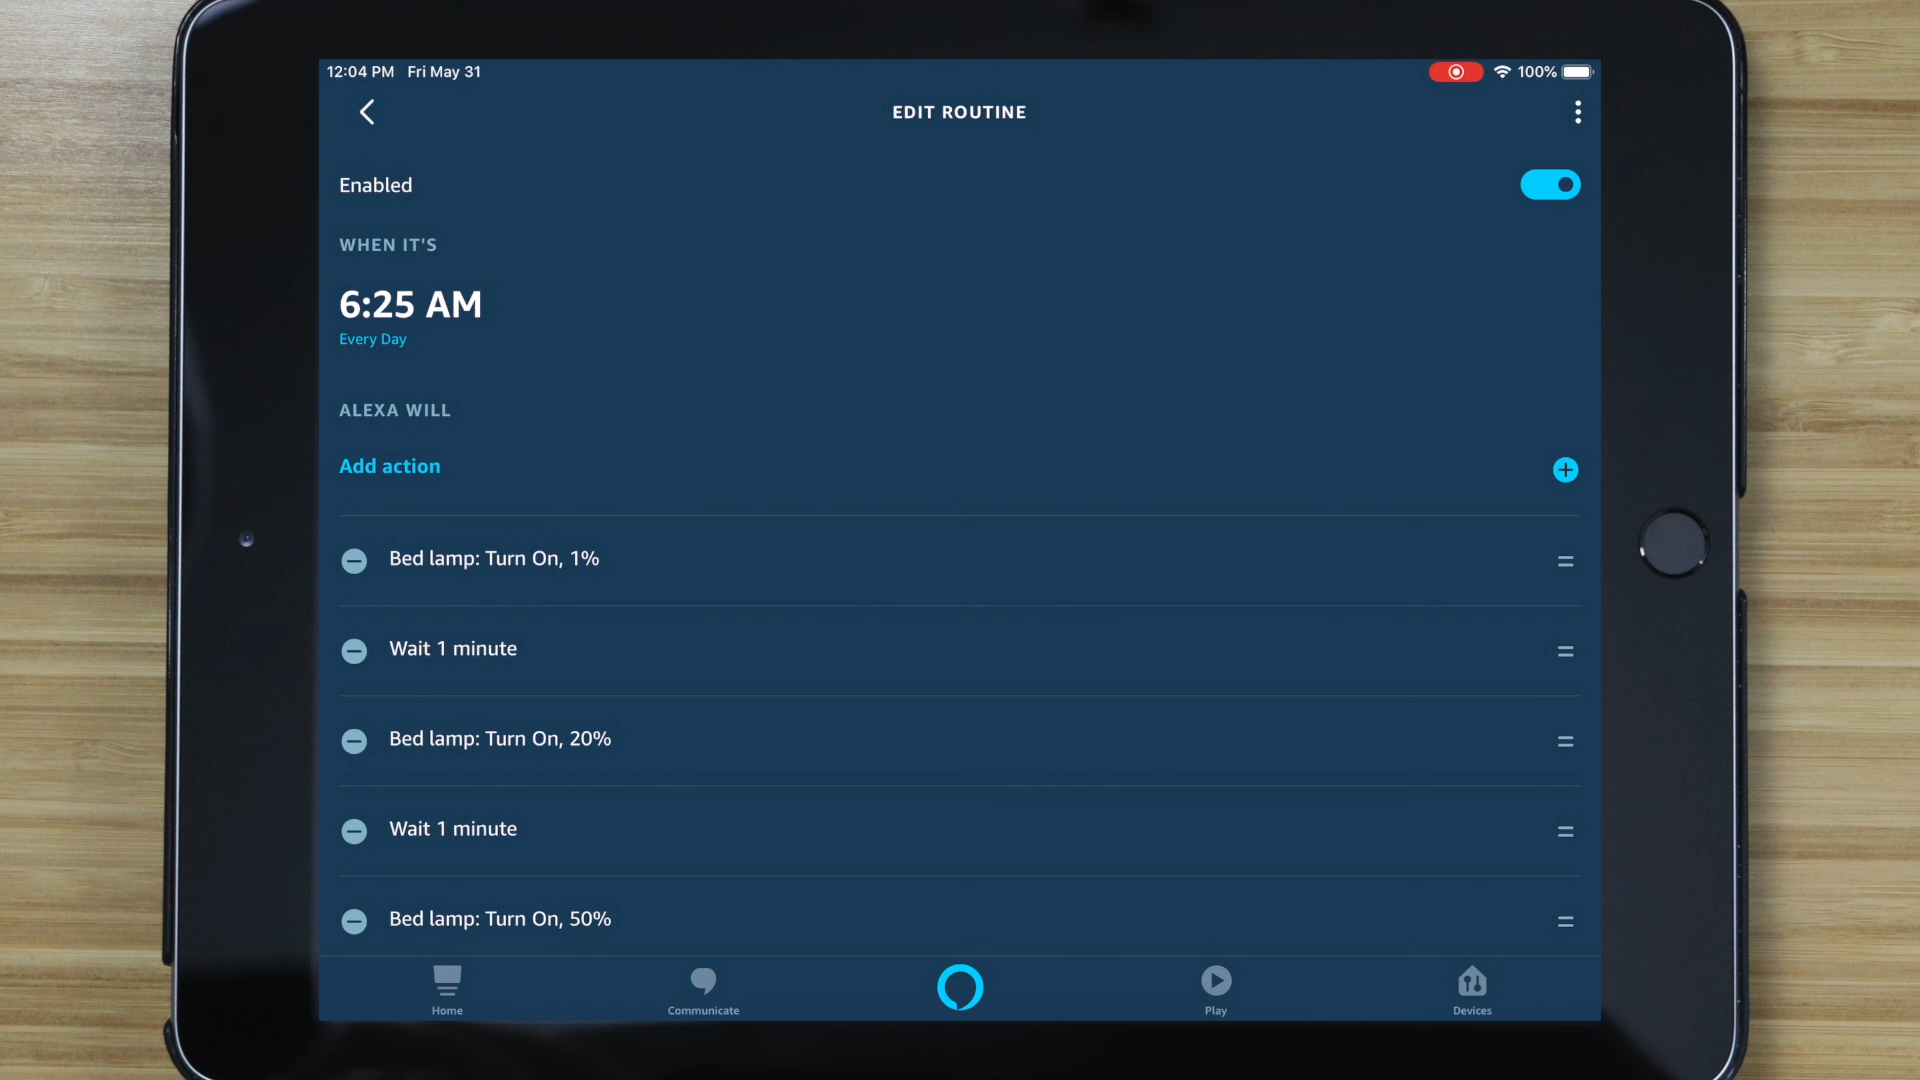 12:04 PM Fri May 31
100%
EDIT ROUTINE
Enabled
WHEN IT'S
6:25 AM
Every Day
ALEXA WILL
Add action
Bed lamp: Turn On, 1%
Wait 1 minute
Bed lamp: Turn On, 20%
Wait 1 minute
Bed lamp: Turn On, 50%
Home
Communicate
Play
Devices